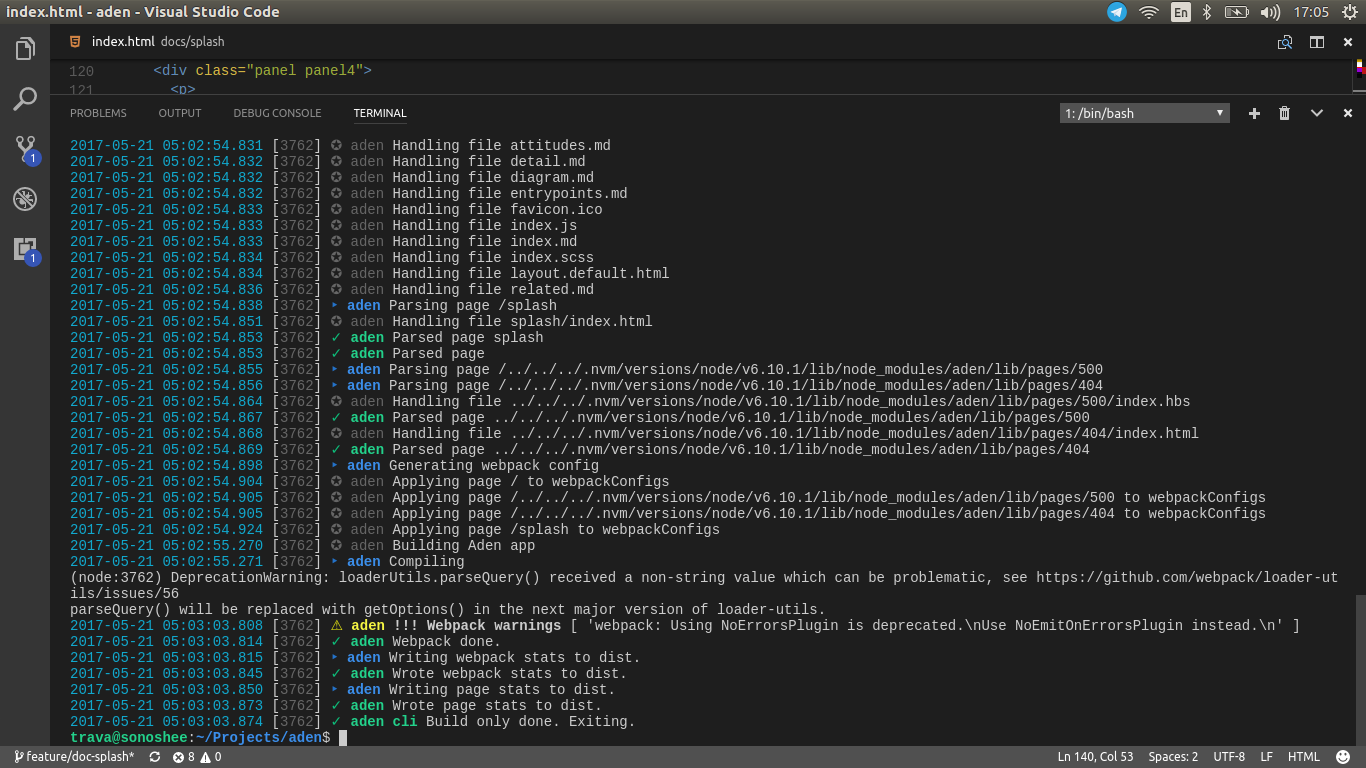 index.html - aden - Visual Studio Code
En
17:05
index.html docs/splash
120 <div class="panel panel4">
121 <p>
PROBLEMS OUTPUT DEBUG CONSOLE TERMINAL
1: /bin/bash
2017-05-21 05:02:54.831 [3762] ✪ aden Handling file attitudes.md
2017-05-21 05:02:54.832 [3762] ✪ aden Handling file detail.md
2017-05-21 05:02:54.832 [3762] ✪ aden Handling file diagram.md
2017-05-21 05:02:54.832 [3762] ✪ aden Handling file entrypoints.md
2017-05-21 05:02:54.833 [3762] ✪ aden Handling file favicon.ico
2017-05-21 05:02:54.833 [3762] ✪ aden Handling file index.js
2017-05-21 05:02:54.833 [3762] ✪ aden Handling file index.md
2017-05-21 05:02:54.834 [3762] ✪ aden Handling file index.scss
2017-05-21 05:02:54.834 [3762] ✪ aden Handling file layout.default.html
2017-05-21 05:02:54.836 [3762] ✪ aden Handling file related.md
2017-05-21 05:02:54.838 [3762] ‣ aden Parsing page /splash
2017-05-21 05:02:54.851 [3762] ✪ aden Handling file splash/index.html
2017-05-21 05:02:54.853 [3762] ✓ aden Parsed page splash
2017-05-21 05:02:54.853 [3762] ✓ aden Parsed page
2017-05-21 05:02:54.855 [3762] ‣ aden Parsing page /../../../.nvm/versions/node/v6.10.1/lib/node_modules/aden/lib/pages/500
2017-05-21 05:02:54.856 [3762] ‣ aden Parsing page /../../../.nvm/versions/node/v6.10.1/lib/node_modules/aden/lib/pages/404
2017-05-21 05:02:54.864 [3762] ✪ aden Handling file ../../../.nvm/versions/node/v6.10.1/lib/node_modules/aden/lib/pages/500/index.hbs
2017-05-21 05:02:54.867 [3762] ✓ aden Parsed page ../../../.nvm/versions/node/v6.10.1/lib/node_modules/aden/lib/pages/500
2017-05-21 05:02:54.868 [3762] ✪ aden Handling file ../../../.nvm/versions/node/v6.10.1/lib/node_modules/aden/lib/pages/404/index.html
2017-05-21 05:02:54.869 [3762] ✓ aden Parsed page ../../../.nvm/versions/node/v6.10.1/lib/node_modules/aden/lib/pages/404
2017-05-21 05:02:54.898 [3762] ‣ aden Generating webpack config
2017-05-21 05:02:54.904 [3762] ✪ aden Applying page / to webpackConfigs
2017-05-21 05:02:54.905 [3762] ✪ aden Applying page /../../../.nvm/versions/node/v6.10.1/lib/node_modules/aden/lib/pages/500 to webpackConfigs
2017-05-21 05:02:54.905 [3762] ✪ aden Applying page /../../../.nvm/versions/node/v6.10.1/lib/node_modules/aden/lib/pages/404 to webpackConfigs
2017-05-21 05:02:54.924 [3762] ✪ aden Applying page /splash to webpackConfigs
2017-05-21 05:02:55.270 [3762] ✪ aden Building Aden app
2017-05-21 05:02:55.271 [3762] ‣ aden Compiling
(node:3762) DeprecationWarning: loaderUtils.parseQuery() received a non-string value which can be problematic, see https://github.com/webpack/loader-ut
ils/issues/56
parseQuery() will be replaced with getOptions() in the next major version of loader-utils.
2017-05-21 05:03:03.808 [3762] ⚠ aden !!! Webpack warnings [ 'webpack: Using NoErrorsPlugin is deprecated.\nUse NoEmitOnErrorsPlugin instead.\n' ]
2017-05-21 05:03:03.814 [3762] ✓ aden Webpack done.
2017-05-21 05:03:03.815 [3762] ‣ aden Writing webpack stats to dist.
2017-05-21 05:03:03.845 [3762] ✓ aden Wrote webpack stats to dist.
2017-05-21 05:03:03.850 [3762] ‣ aden Writing page stats to dist.
2017-05-21 05:03:03.873 [3762] ✓ aden Wrote page stats to dist.
2017-05-21 05:03:03.874 [3762] ✓ aden cli Build only done. Exiting.
trava@sonoshee:~/Projects/aden$
1
1
feature/doc-splash* 8 0 Ln 140, Col 53 Spaces: 2 UTF-8 LF HTML